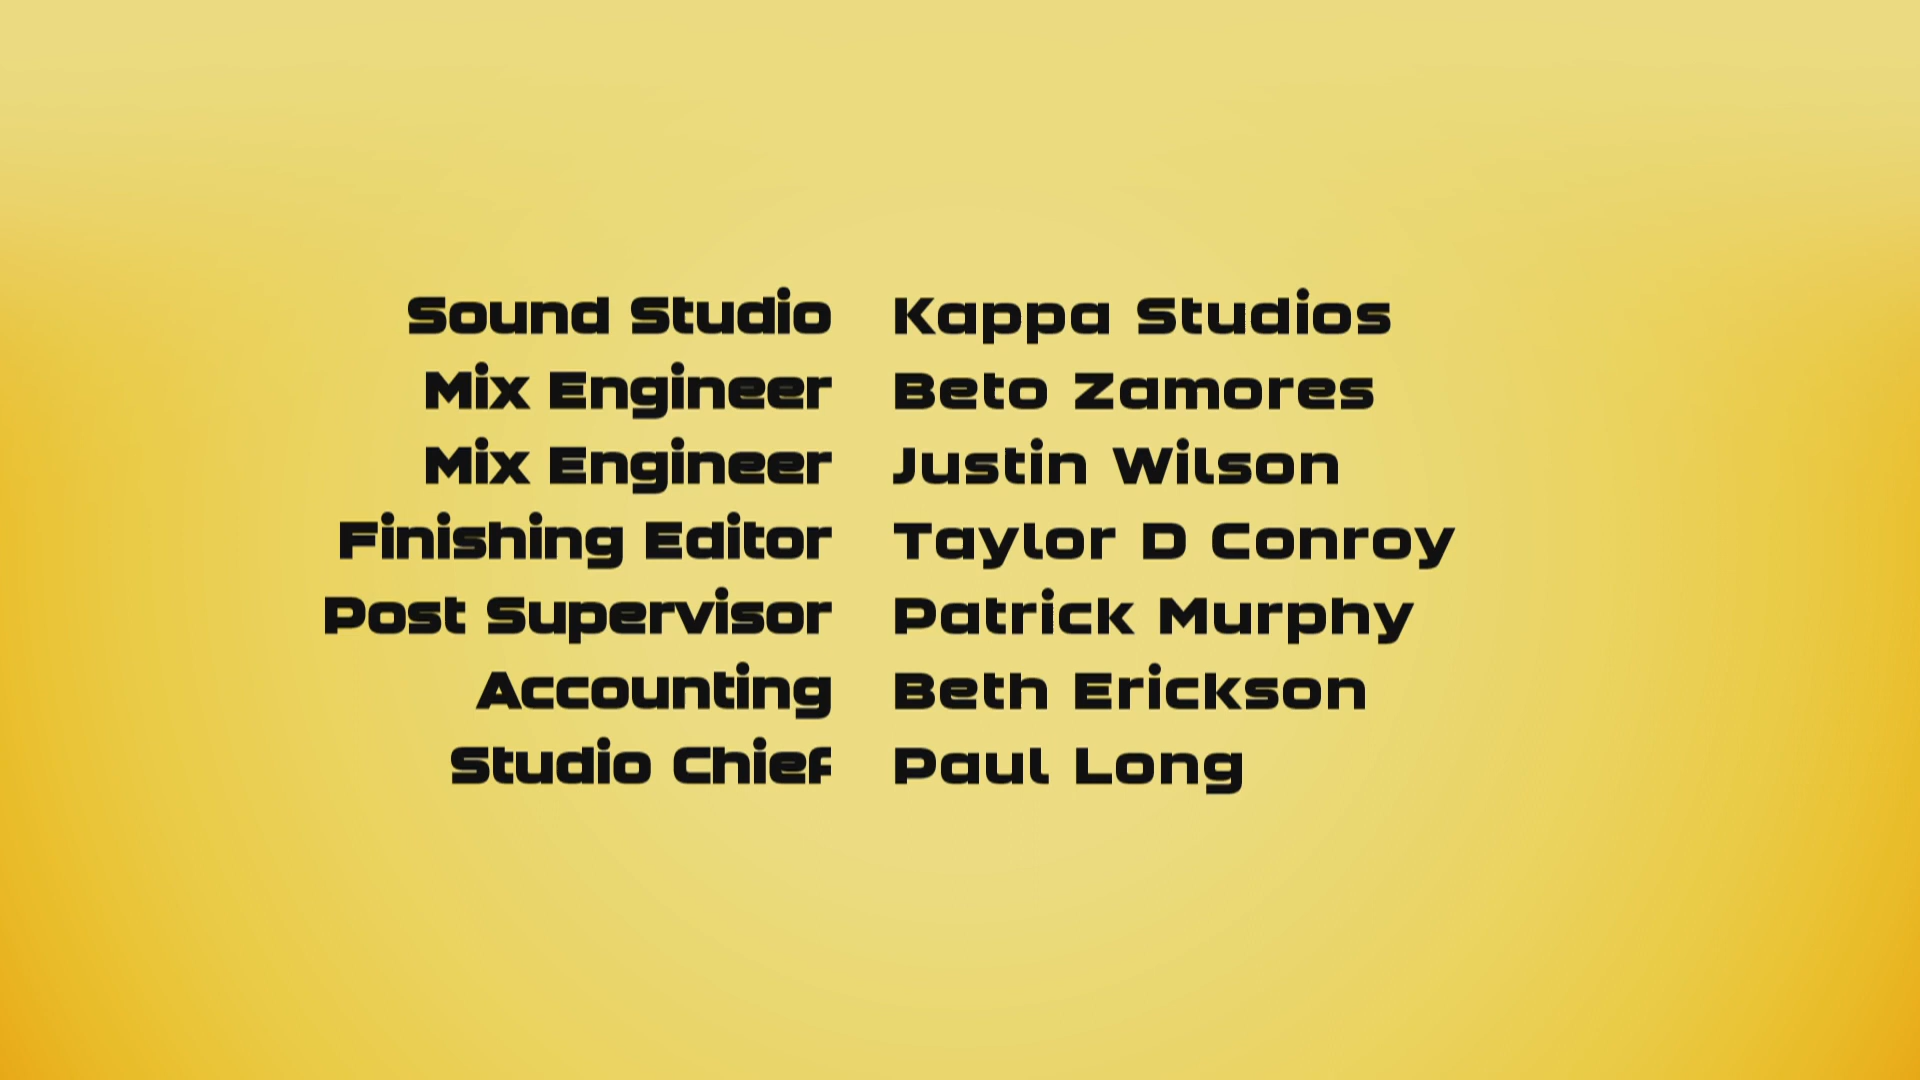 Sound Studio Kappa Studios
Mix Engineer Beto Zamores
Mix Engineer Justin Wilson
Finishing Editor Taylor D Conroy
Post Supervisor Patrick Murphy
Accounting Beth Erickson
Studio Chief Paul Long